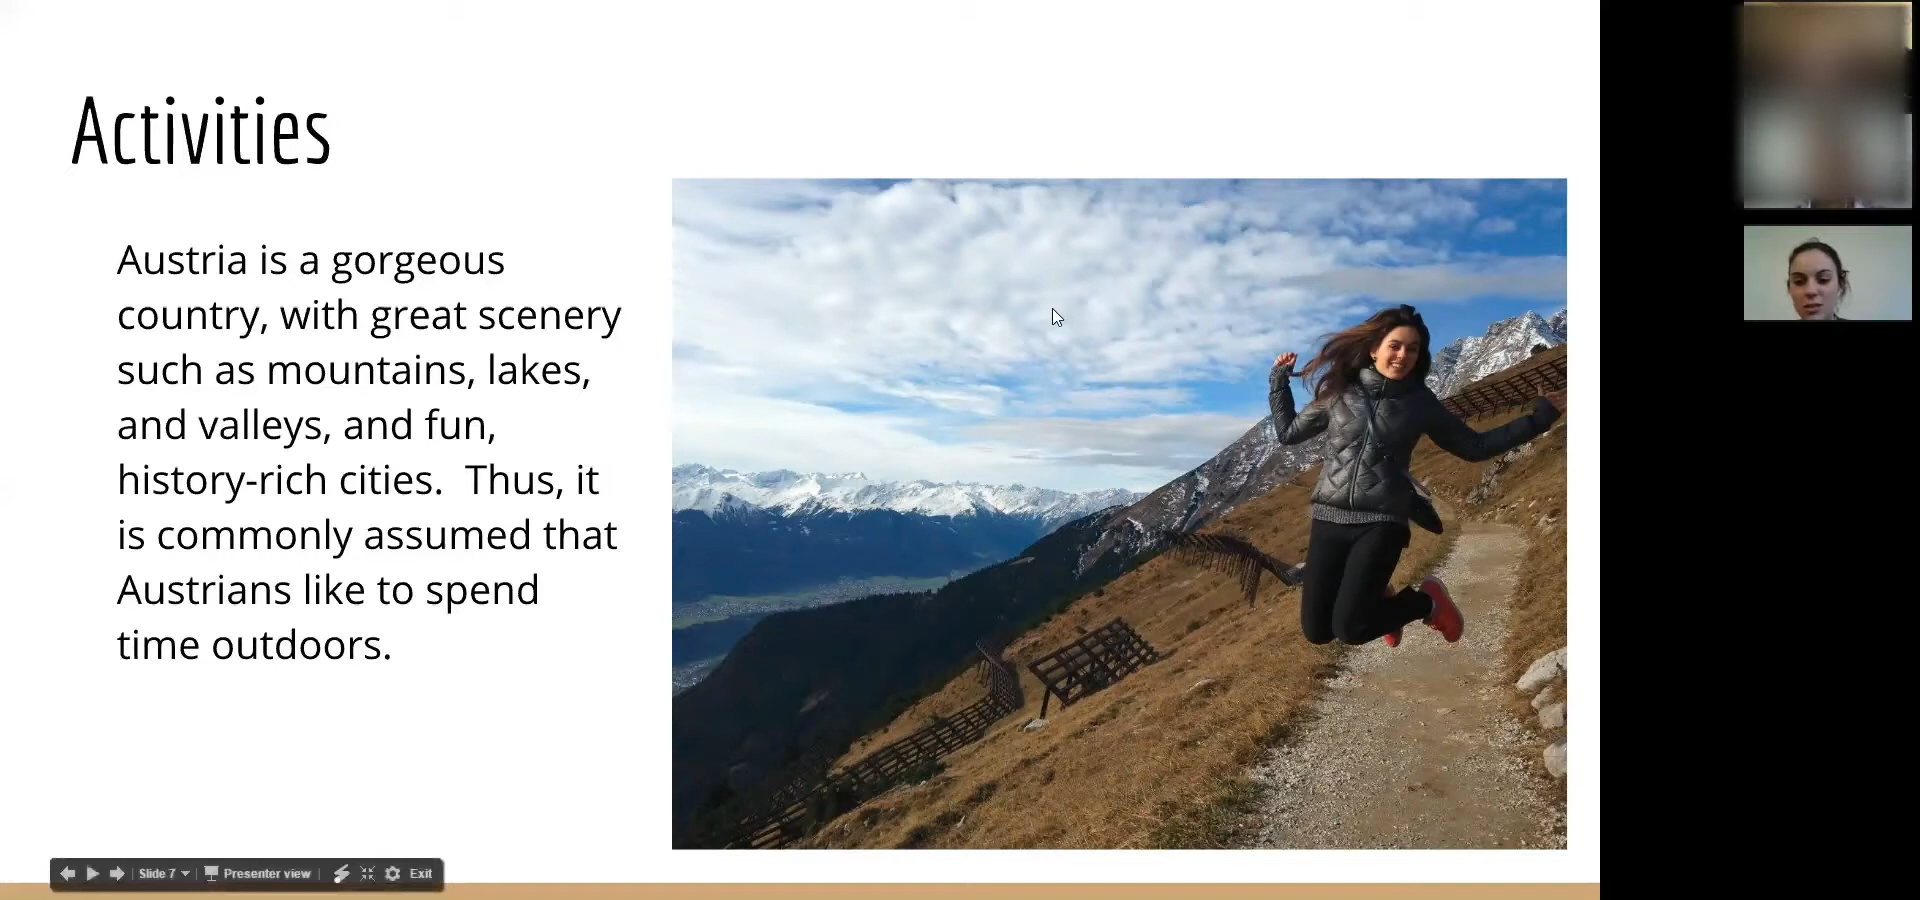 Activities
Austria is a gorgeous
country, with great scenery
such as mountains, lakes,
and valleys, and fun,
history-rich cities.  Thus, it
is commonly assumed that
Austrians like to spend
time outdoors.
Slide 7 Presenter view Exit